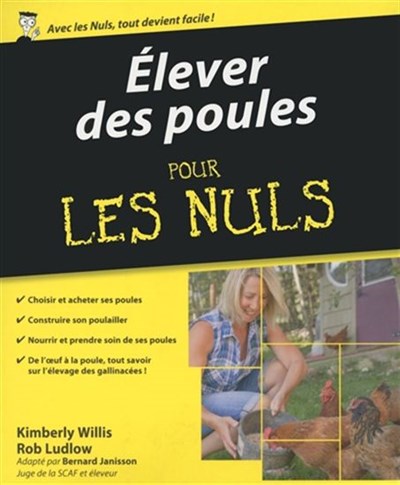 Avec les Nuls, tout devient facile !
Élever
des poules
POUR
LES NULS
✓ Choisir et acheter ses poules
✓ Construire son poulailler
✓ Nourrir et prendre soin de ses poules
✓ De l'œuf à la poule, tout savoir
sur l'élevage des gallinacées !
Kimberly Willis
Rob Ludlow
Adapté par Bernard Janisson
Juge de la SCAF et éleveur